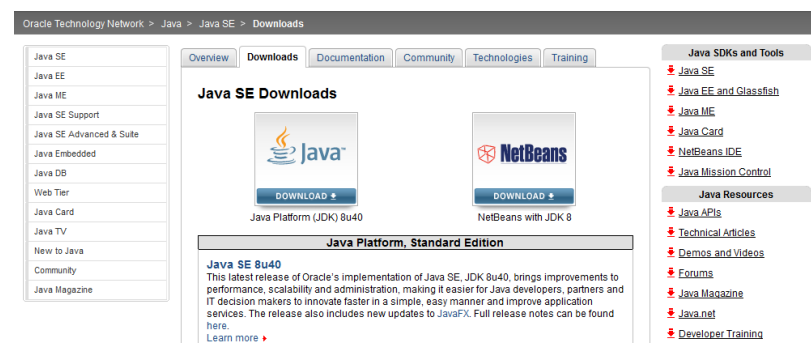 Oracle Technology Network > Java > Java SE > Downloads
Java SE
Java EE
Java ME
Java SE Support
Java SE Advanced & Suite
Java Embedded
Java DB
Web Tier
Java Card
Java TV
New to Java
Community
Java Magazine
Overview Downloads Documentation Community Technologies Training
Java SE Downloads
Java™
DOWNLOAD
Java Platform (JDK) 8u40
NetBeans
DOWNLOAD
NetBeans with JDK 8
Java Platform, Standard Edition
Java SE 8u40
This latest release of Oracle's implementation of Java SE, JDK 8u40, brings improvements to
performance, scalability and administration, making it easier for Java developers, partners and
IT decision makers to innovate faster in a simple, easy manner and improve application
services. The release also includes new updates to JavaFX. Full release notes can be found
here.
Learn more
Java SDKs and Tools
Java SE
Java EE and Glassfish
Java ME
Java Card
NetBeans IDE
Java Mission Control
Java Resources
Java APIs
Technical Articles
Demos and Videos
Forums
Java Magazine
Java.net
Developer Training